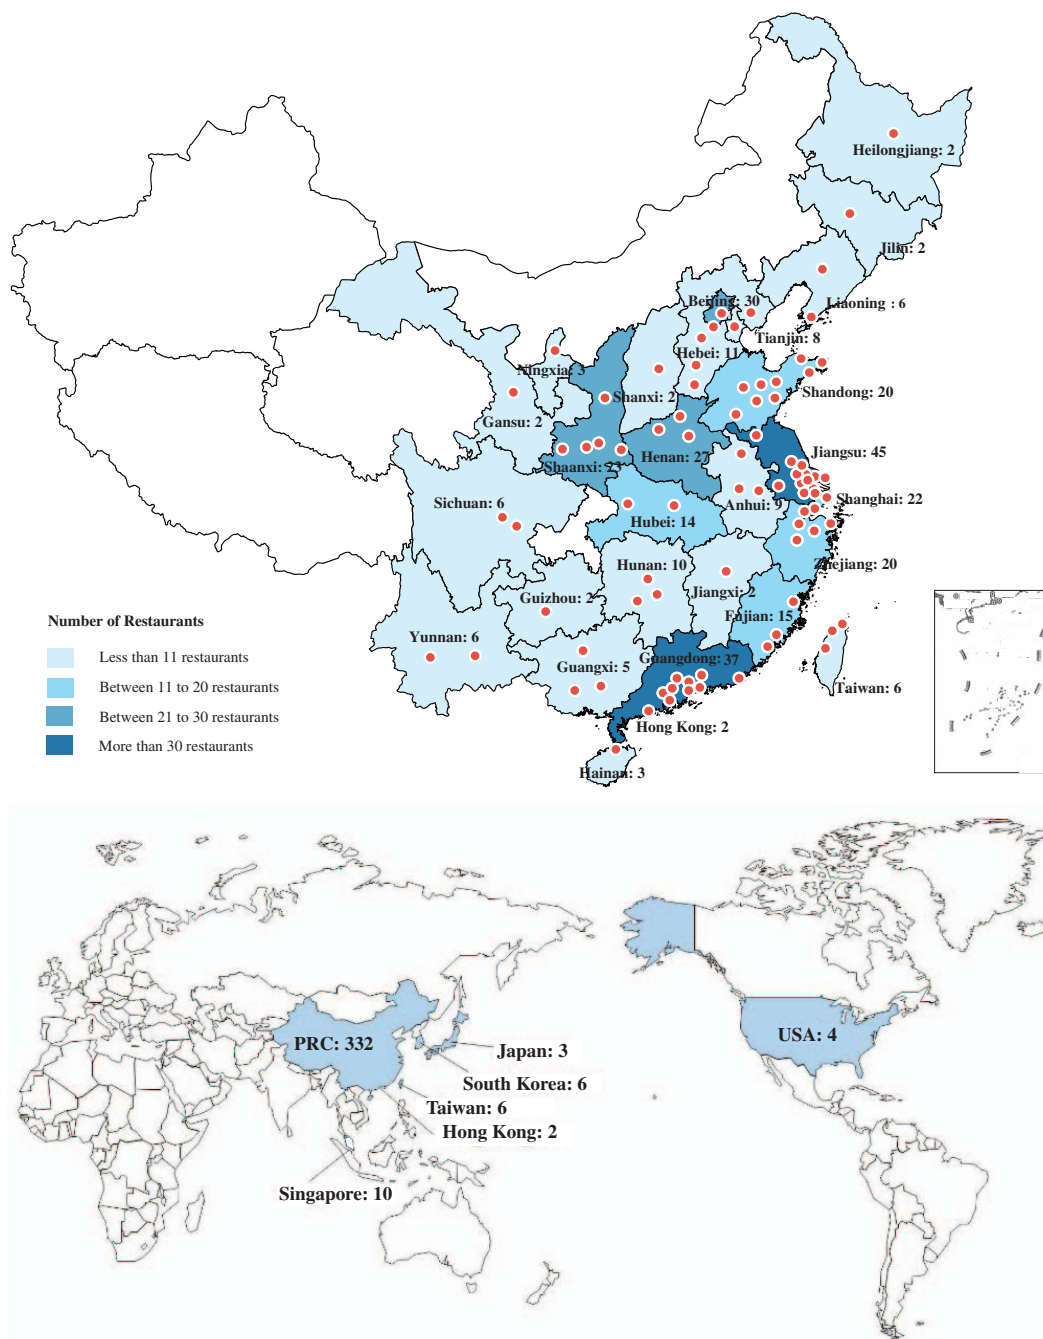 Heilongjiang: 2
Jilin: 2
Liaoning : 6
Beijing: 30
Tianjin: 8
Hebei: 11
Ningxia: 3
Shanxi: 2
Shandong: 20
Gansu: 2
Jiangsu: 45
Shaanxi: 23
Henan: 27
Shanghai: 22
Sichuan: 6
Anhui: 9
Hubei: 14
Zhejiang: 20
Hunan: 10
Jiangxi: 2
Guizhou: 2
Fujian: 15
Yunnan: 6
Guangxi: 5
Guangdong: 37
Taiwan: 6
Hong Kong: 2
Hainan: 3
Number of Restaurants
Less than 11 restaurants
Between 11 to 20 restaurants
Between 21 to 30 restaurants
More than 30 restaurants
PRC: 332
USA: 4
Japan: 3
South Korea: 6
Taiwan: 6
Hong Kong: 2
Singapore: 10